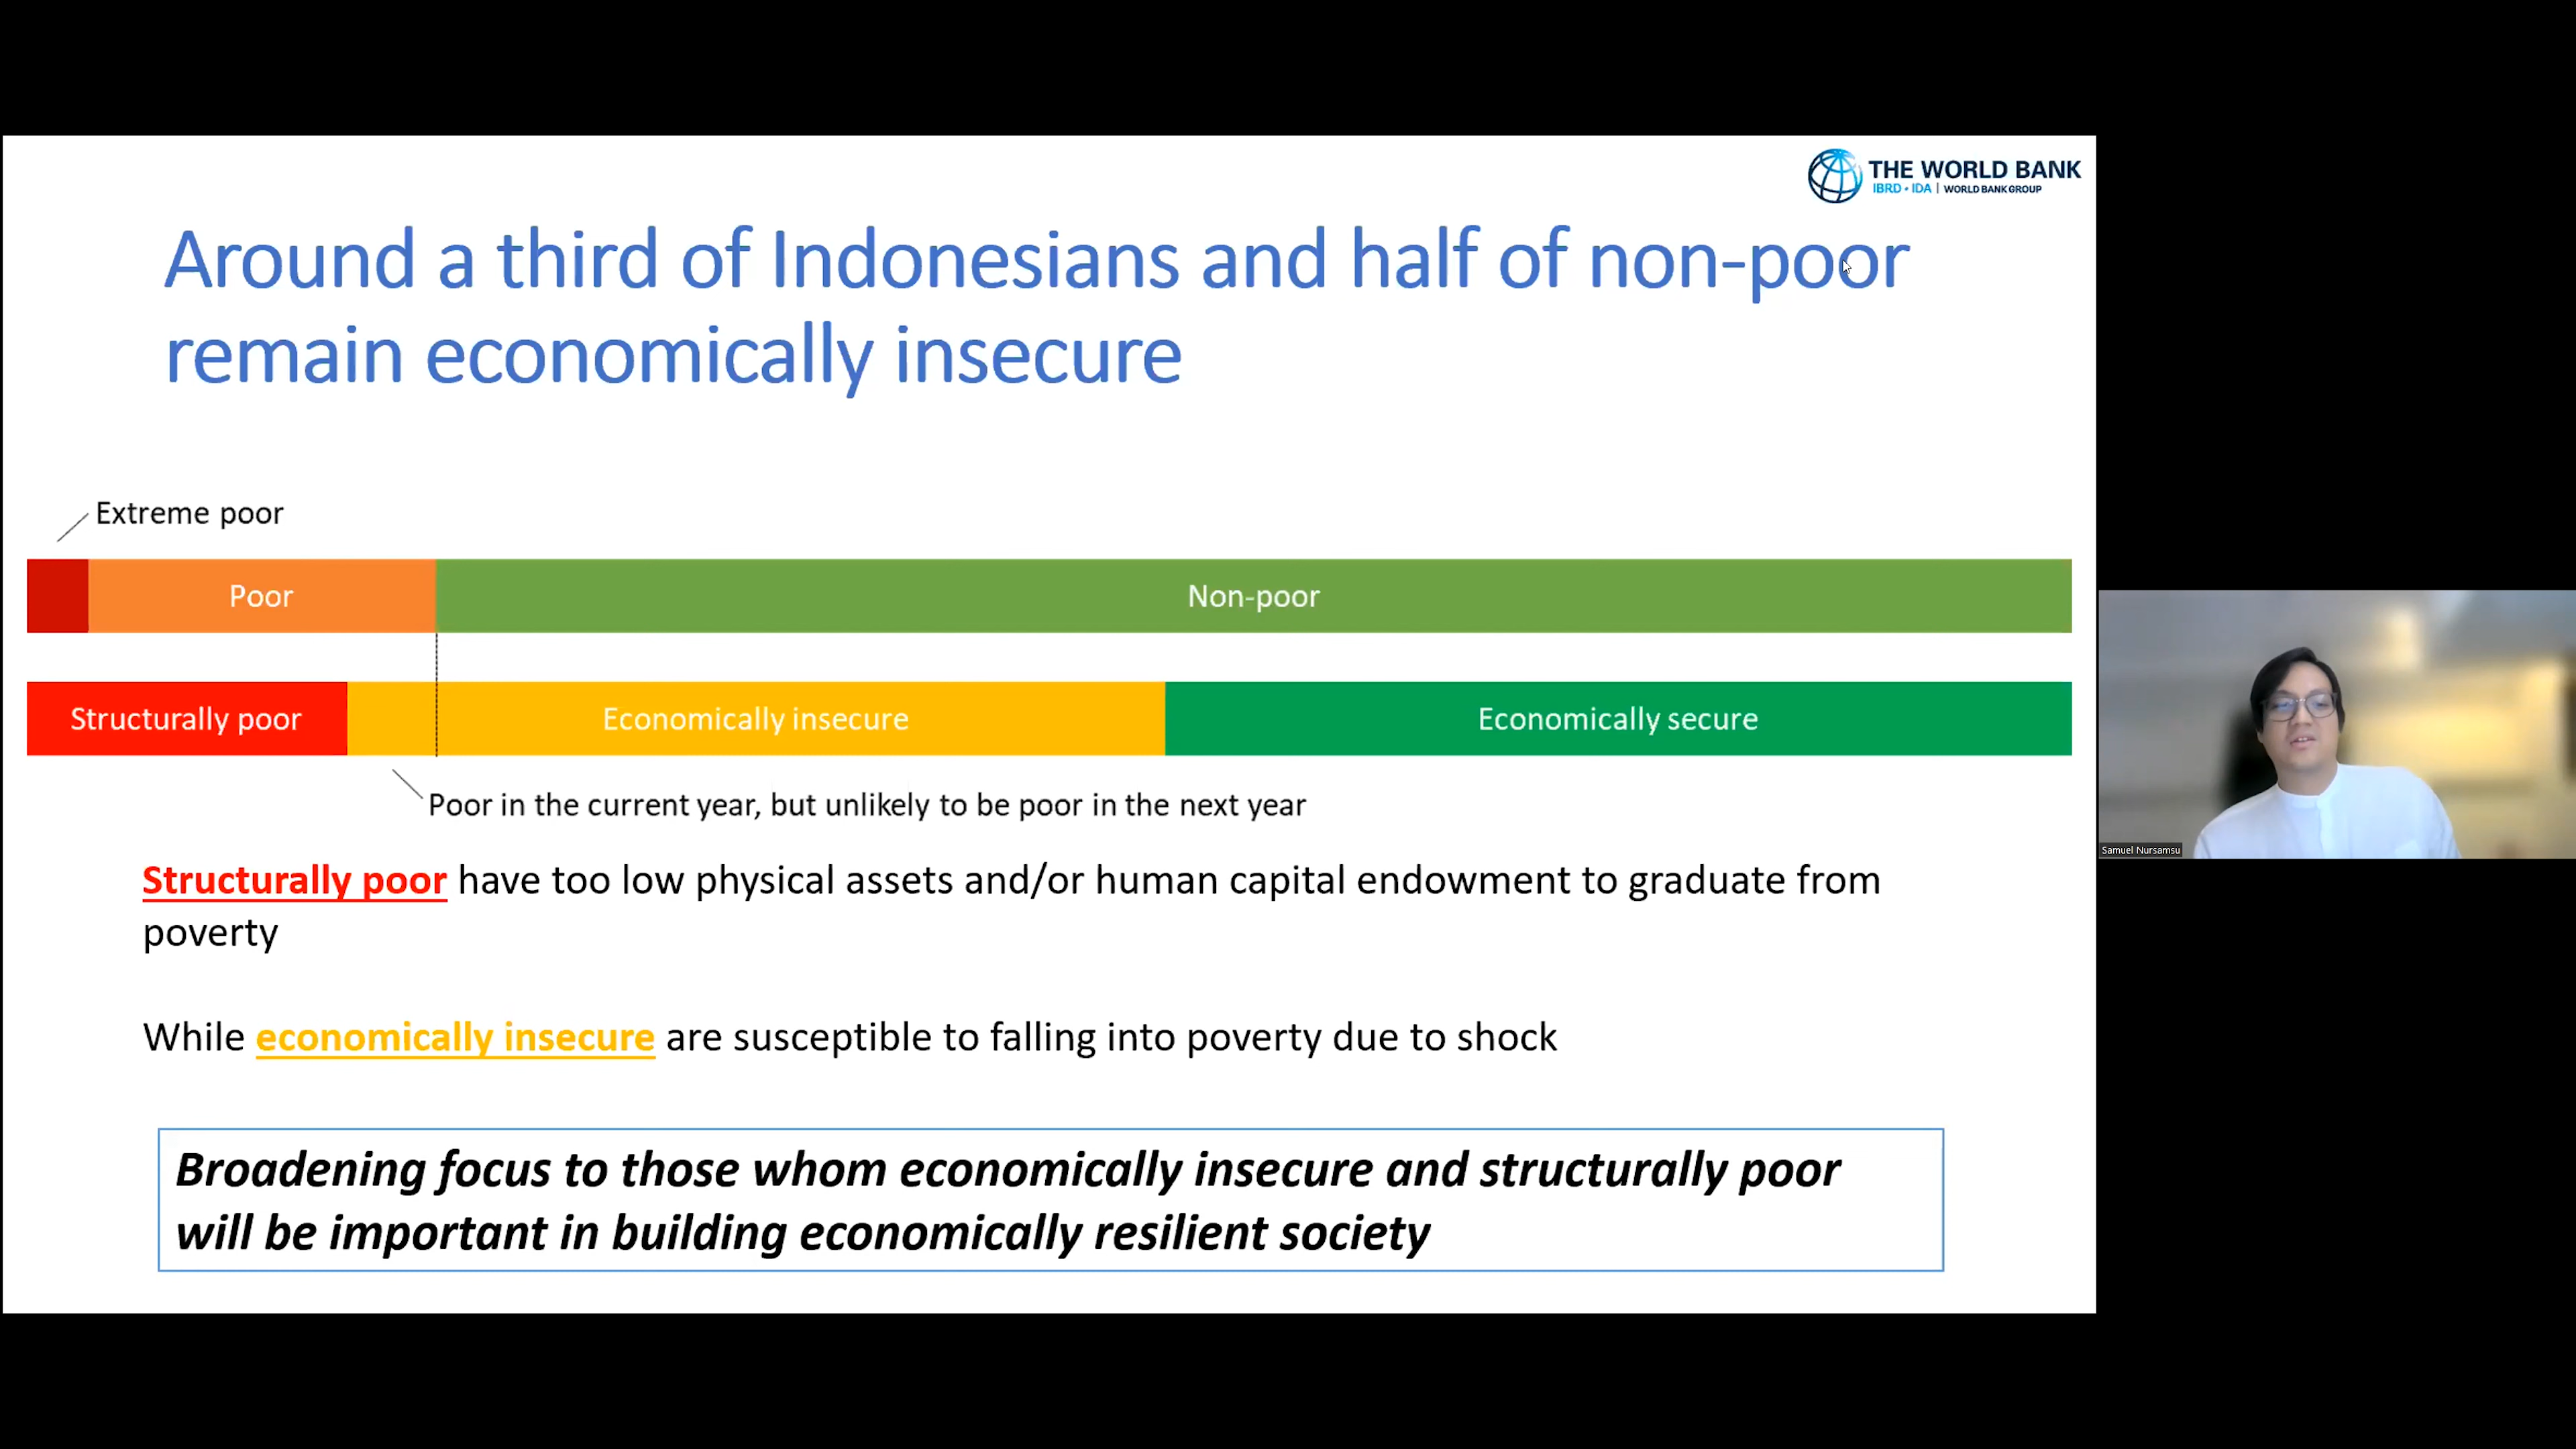 THE WORLD BANK
IBRD • IDA | WORLD BANK GROUP
Around a third of Indonesians and half of non-poor
remain economically insecure
Extreme poor
Poor
Non-poor
Structurally poor
Economically insecure
Economically secure
Poor in the current year, but unlikely to be poor in the next year
Structurally poor have too low physical assets and/or human capital endowment to graduate from
poverty
While economically insecure are susceptible to falling into poverty due to shock
Broadening focus to those whom economically insecure and structurally poor
will be important in building economically resilient society
Samuel Nursamsu